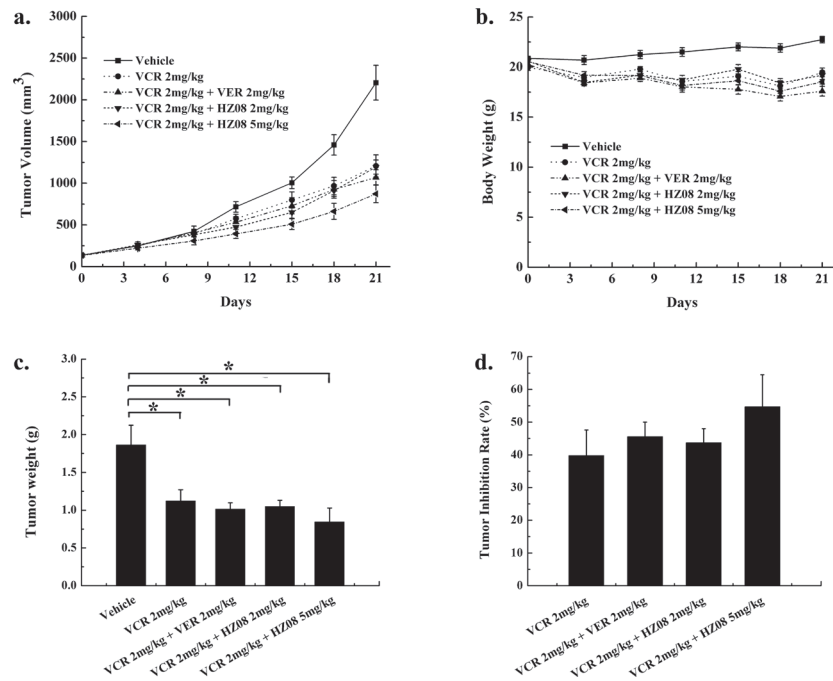 a.
3000
2500
2000
1500
1000
500
0
Tumor Volume (mm3)
Vehicle
VCR 2mg/kg
VCR 2mg/kg + VER 2mg/kg
VCR 2mg/kg + HZ08 2mg/kg
VCR 2mg/kg + HZ08 5mg/kg
0 3 6 9 12 15 18 21
Days
b.
25
20
15
10
5
0
Body Weight (g)
Vehicle
VCR 2mg/kg
VCR 2mg/kg + VER 2mg/kg
VCR 2mg/kg + HZ08 2mg/kg
VCR 2mg/kg + HZ08 5mg/kg
0 3 6 9 12 15 18 21
Days
c.
3.0
2.5
2.0
1.5
1.0
0.5
0.0
Tumor weight (g)
*
*
*
*
Vehicle
VCR 2mg/kg
VCR 2mg/kg + VER 2mg/kg
VCR 2mg/kg + HZ08 2mg/kg
VCR 2mg/kg + HZ08 5mg/kg
d.
70
60
50
40
30
20
10
0
Tumor Inhibition Rate (%)
VCR 2mg/kg
VCR 2mg/kg + VER 2mg/kg
VCR 2mg/kg + HZ08 2mg/kg
VCR 2mg/kg + HZ08 5mg/kg